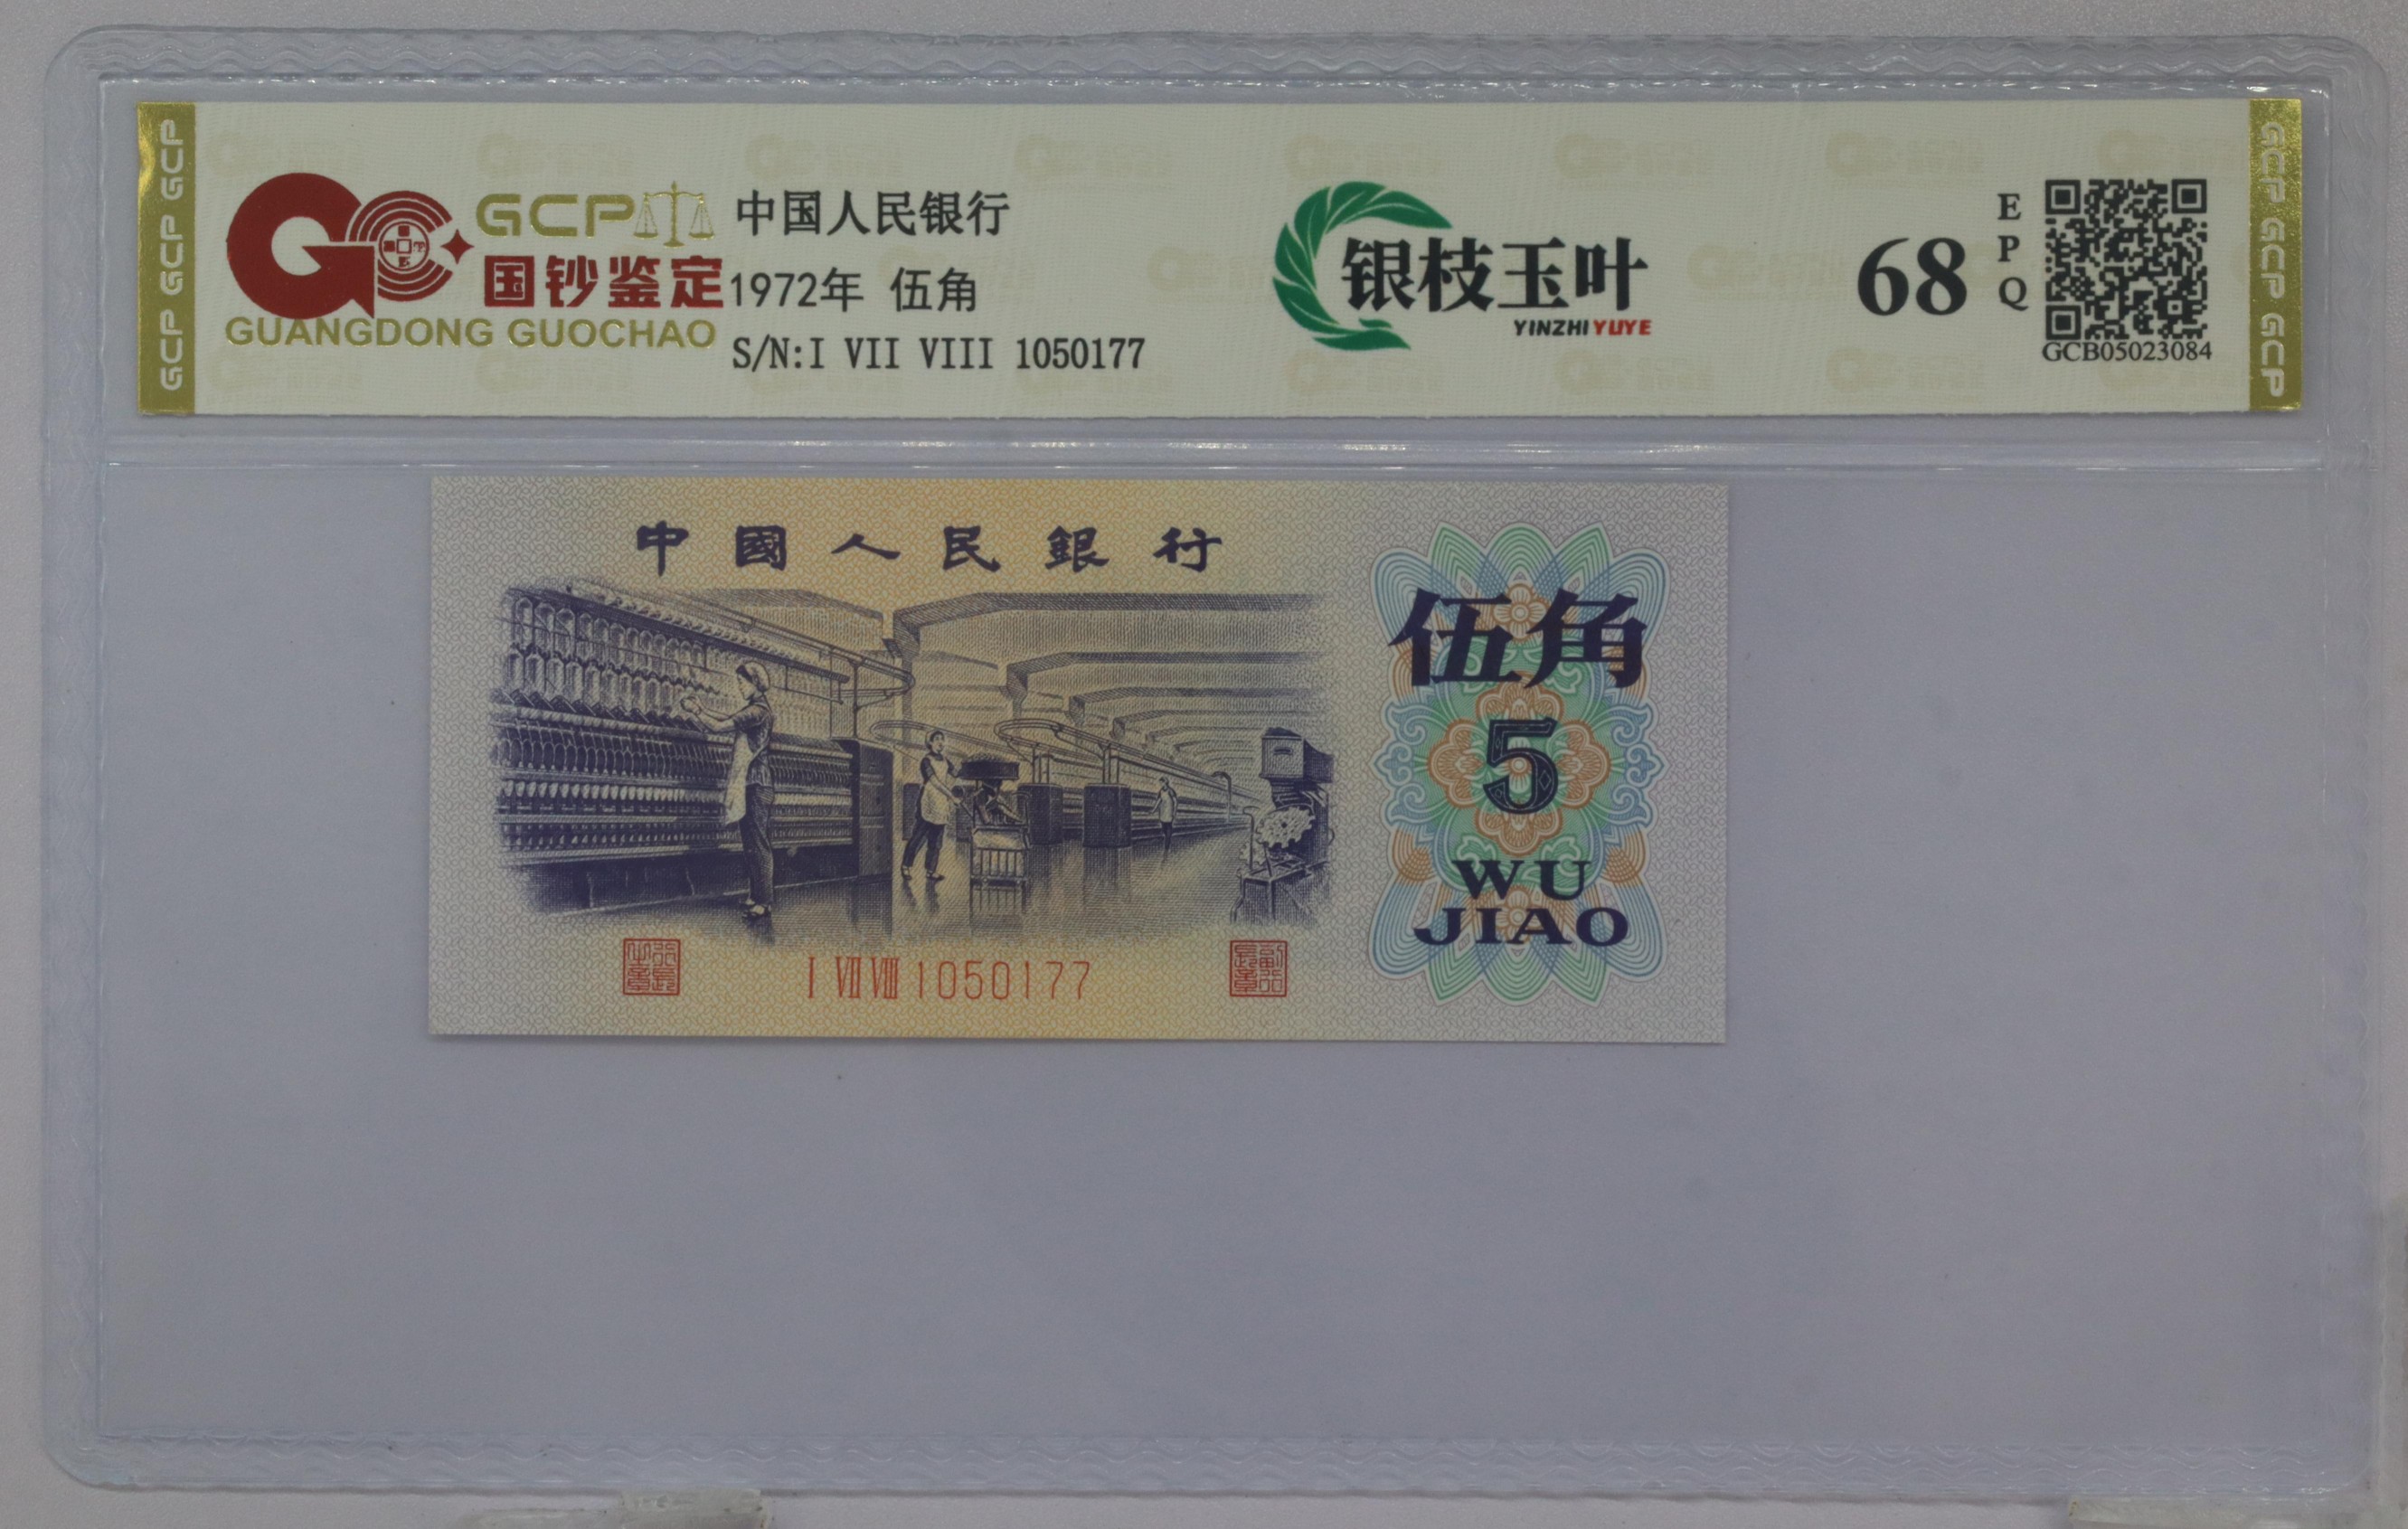 GCP GCP GCP
GCP
国钞鉴定
GUANGDONG GUOCHAO
中国人民银行
1972年 伍角
S/N:I VII VIII 1050177
银枝玉叶
YINZHI YUYE
68
EPQ
GCB05023084
GCP GCP GCP
中國人民銀行
伍角
5
WU
JIAO
I VII VIII 1050177